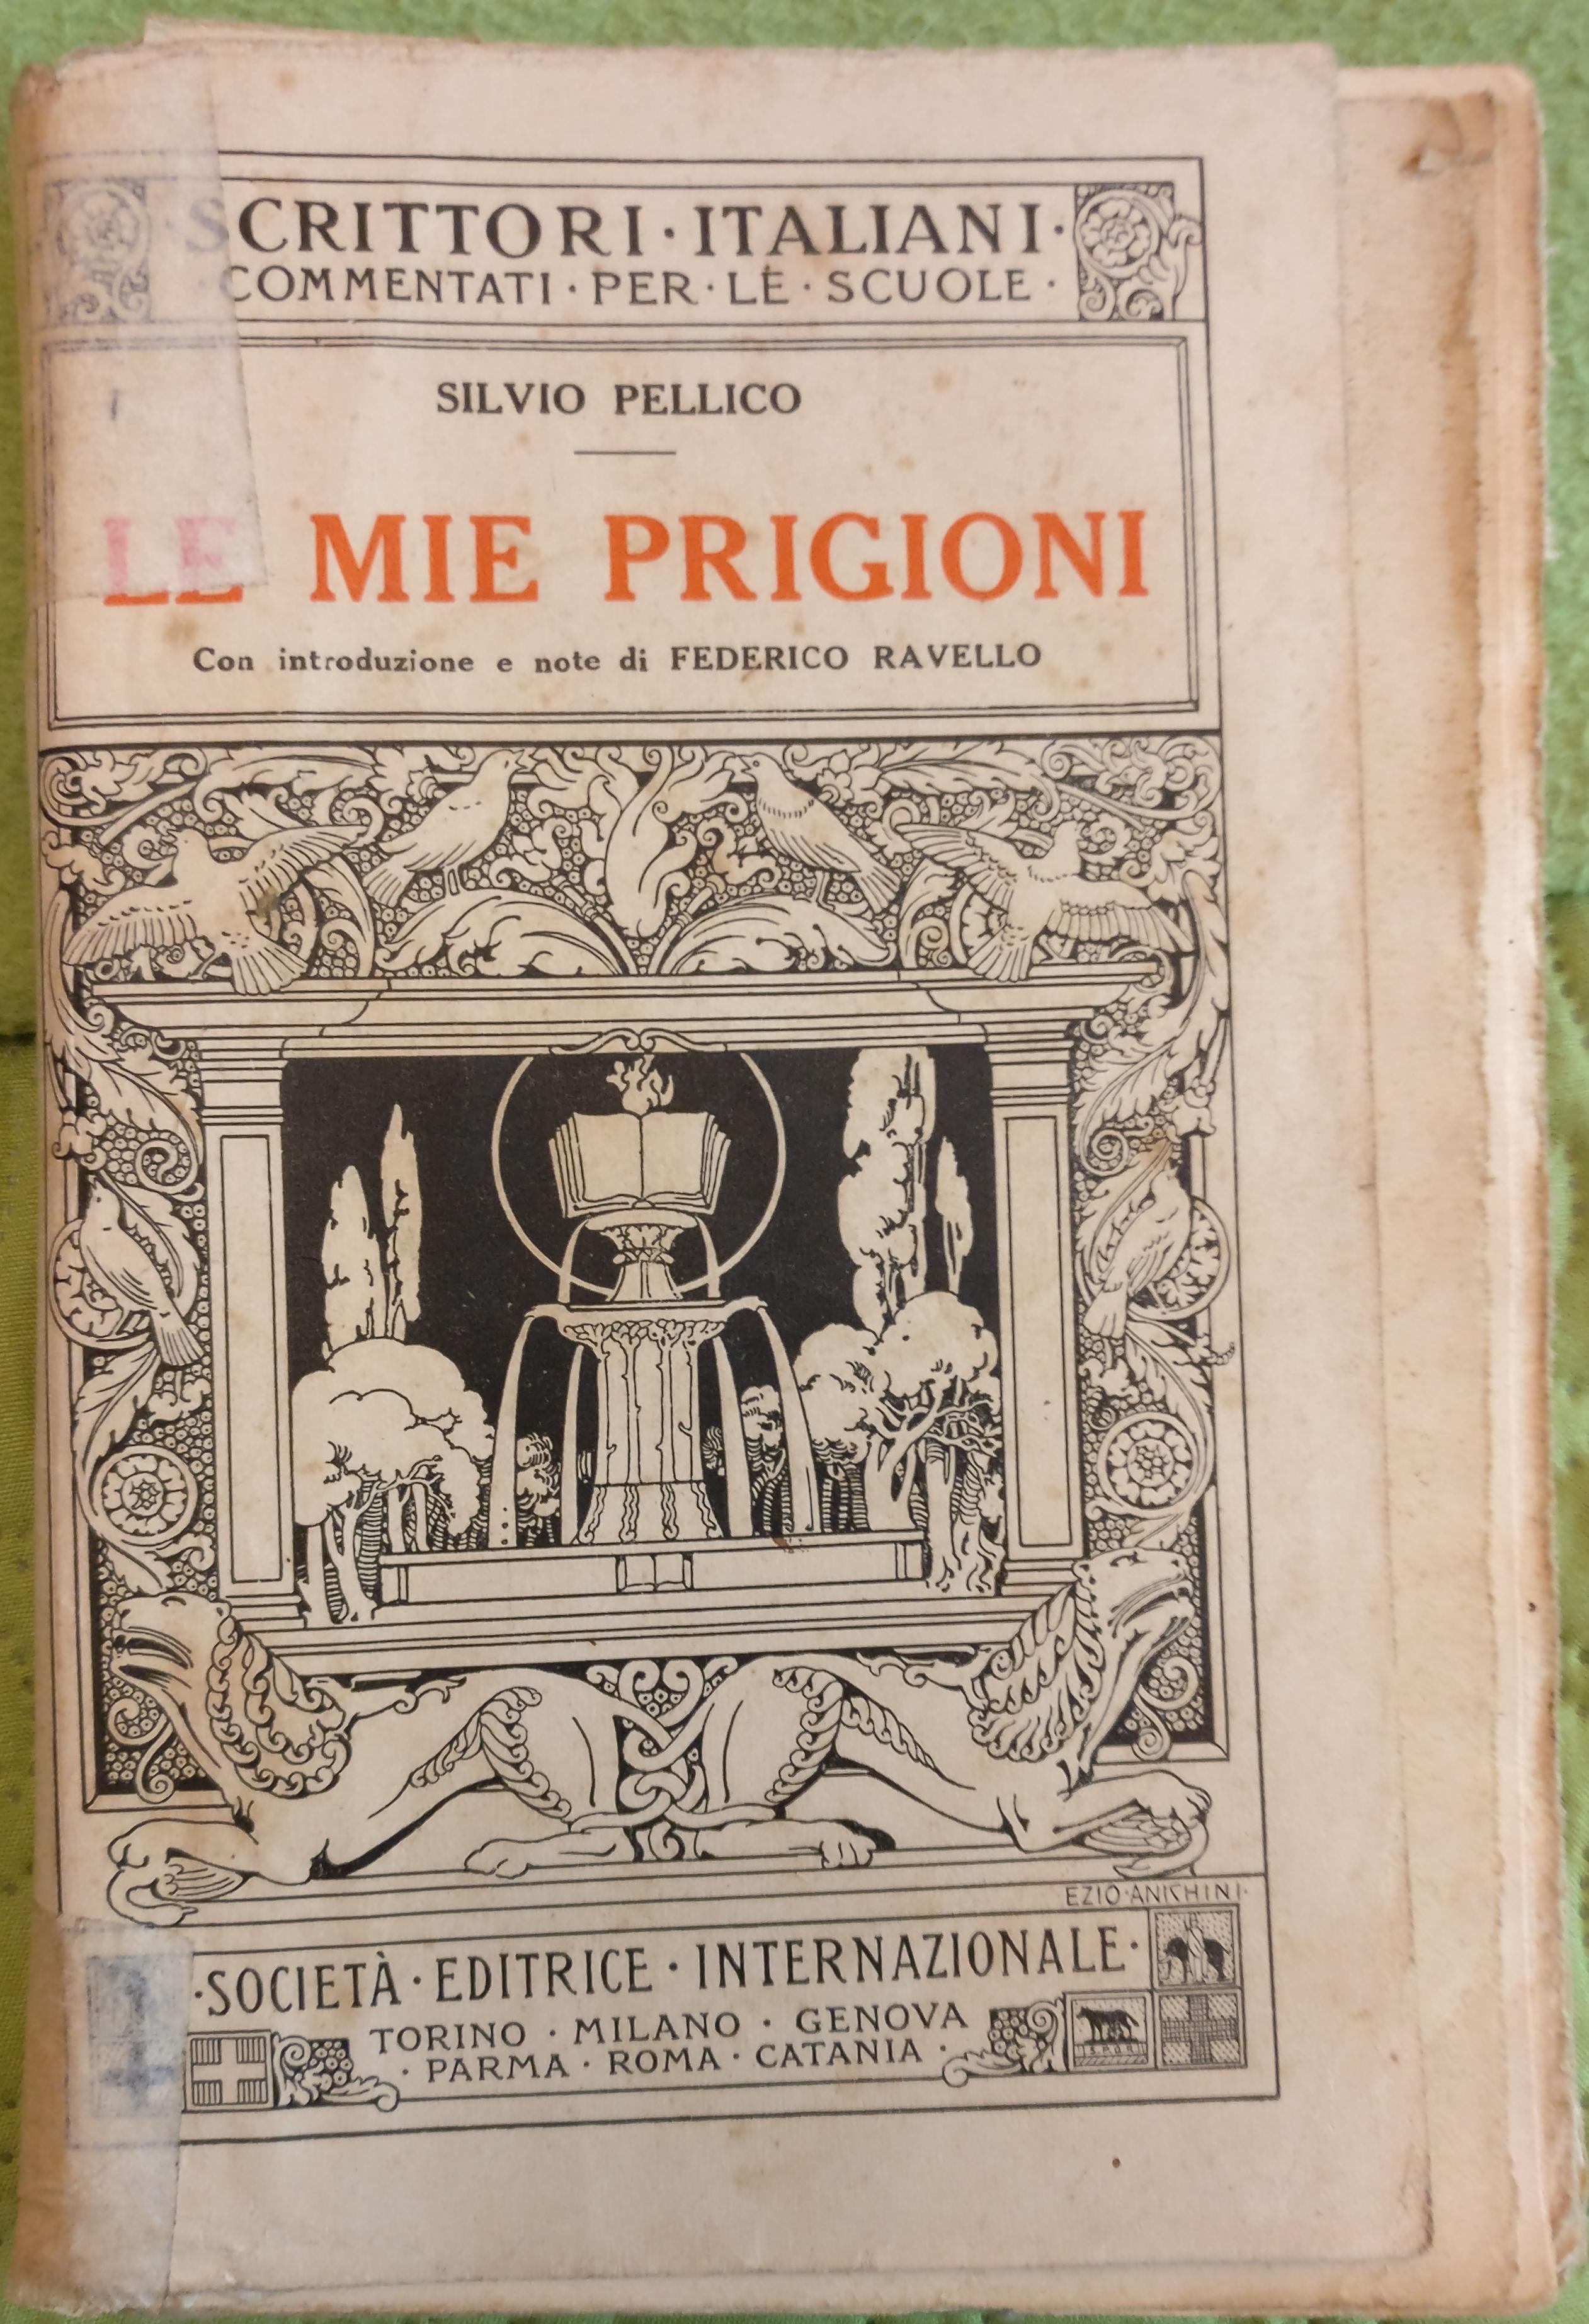 ·SCRITTORI·ITALIANI·
·COMMENTATI·PER·LE·SCUOLE·
SILVIO PELLICO
LE MIE PRIGIONI
Con introduzione e note di FEDERICO RAVELLO
EZIO·ANICHINI·
·SOCIETÀ·EDITRICE·INTERNAZIONALE·
TORINO · MILANO · GENOVA
· PARMA · ROMA · CATANIA ·